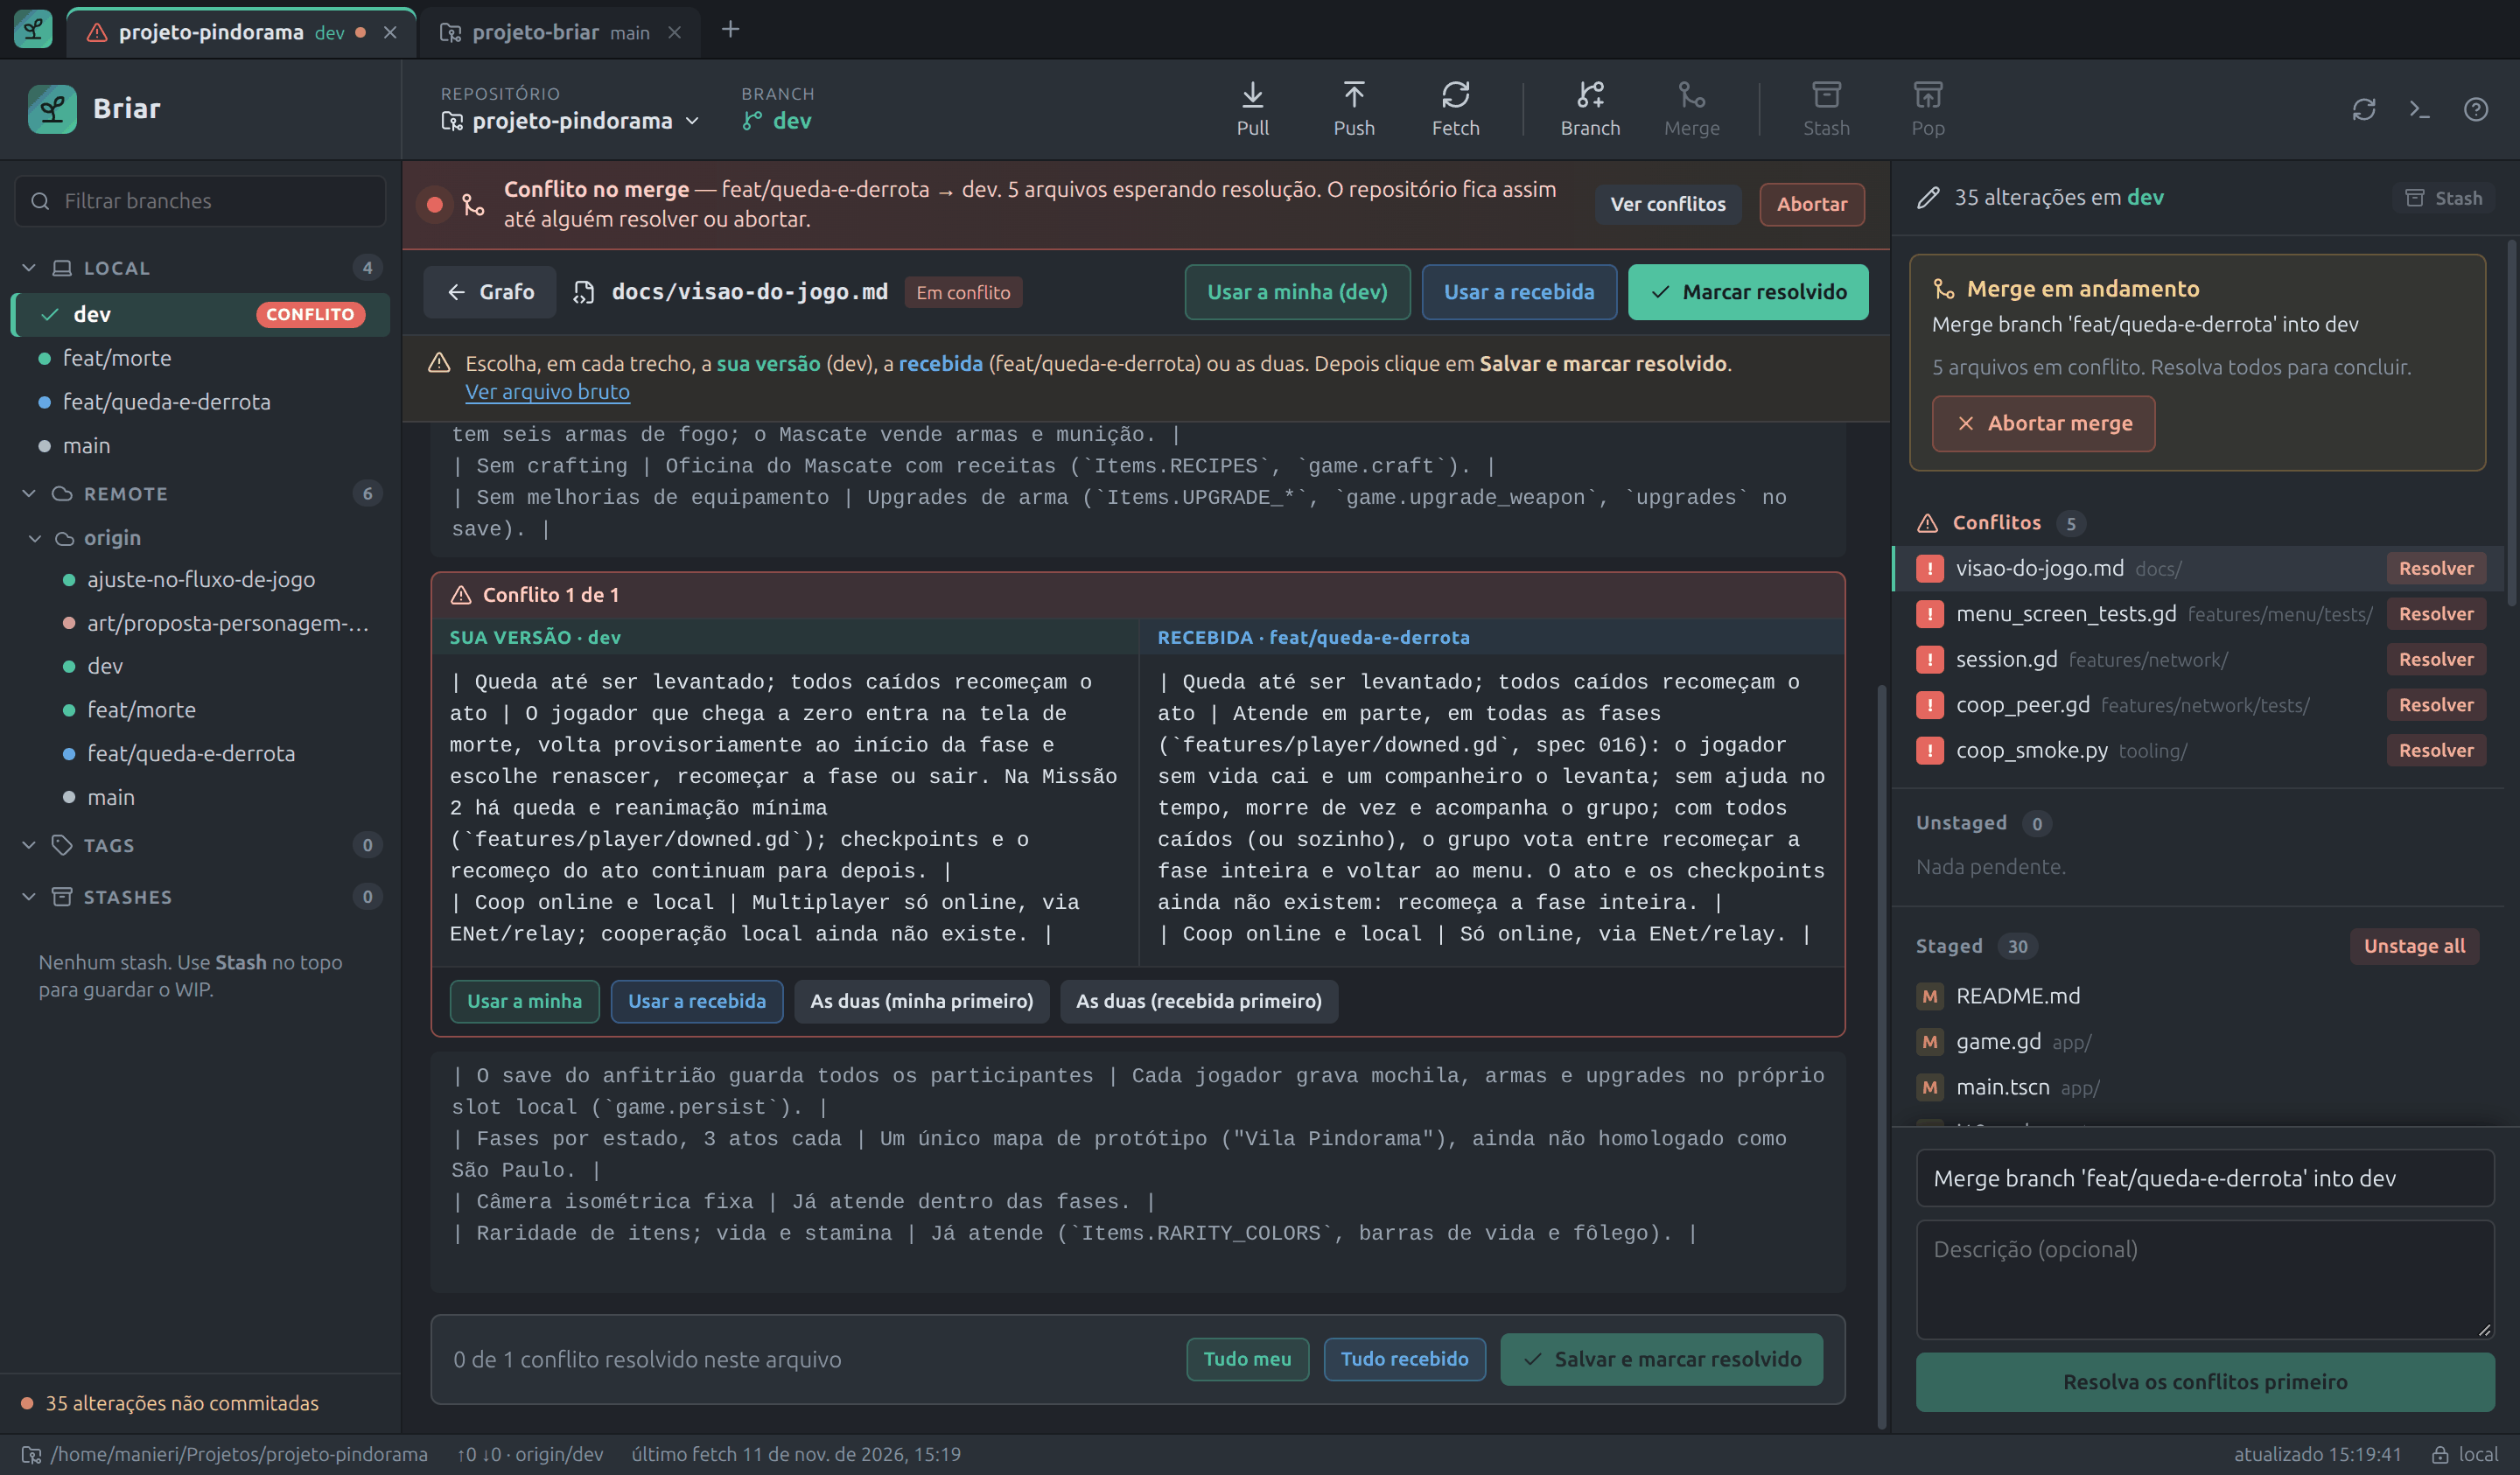 projeto-pindorama dev
projeto-briar main
Briar
REPOSITÓRIO
projeto-pindorama
BRANCH
dev
Pull
Push
Fetch
Branch
Merge
Stash
Pop
Filtrar branches
LOCAL 4
dev CONFLITO
feat/morte
feat/queda-e-derrota
main
REMOTE 6
origin
ajuste-no-fluxo-de-jogo
art/proposta-personagem-...
dev
feat/morte
feat/queda-e-derrota
main
TAGS 0
STASHES 0
Nenhum stash. Use Stash no topo
para guardar o WIP.
35 alterações não commitadas
Conflito no merge — feat/queda-e-derrota → dev. 5 arquivos esperando resolução. O repositório fica assim
até alguém resolver ou abortar.
Ver conflitos
Abortar
Grafo
docs/visao-do-jogo.md
Em conflito
Usar a minha (dev)
Usar a recebida
Marcar resolvido
Escolha, em cada trecho, a sua versão (dev), a recebida (feat/queda-e-derrota) ou as duas. Depois clique em Salvar e marcar resolvido.
Ver arquivo bruto
tem seis armas de fogo; o Mascate vende armas e munição. |
| Sem crafting | Oficina do Mascate com receitas (`Items.RECIPES`, `game.craft`). |
| Sem melhorias de equipamento | Upgrades de arma (`Items.UPGRADE_*`, `game.upgrade_weapon`, `upgrades` no
save). |
Conflito 1 de 1
SUA VERSÃO · dev
| Queda até ser levantado; todos caídos recomeçam o
ato | O jogador que chega a zero entra na tela de
morte, volta provisoriamente ao início da fase e
escolhe renascer, recomeçar a fase ou sair. Na Missão
2 há queda e reanimação mínima
(`features/player/downed.gd`); checkpoints e o
recomeço do ato continuam para depois. |
| Coop online e local | Multiplayer só online, via
ENet/relay; cooperação local ainda não existe. |
RECEBIDA · feat/queda-e-derrota
| Queda até ser levantado; todos caídos recomeçam o
ato | Atende em parte, em todas as fases
(`features/player/downed.gd`, spec 016): o jogador
sem vida cai e um companheiro o levanta; sem ajuda no
tempo, morre de vez e acompanha o grupo; com todos
caídos (ou sozinho), o grupo vota entre recomeçar a
fase inteira e voltar ao menu. O ato e os checkpoints
ainda não existem: recomeça a fase inteira. |
| Coop online e local | Só online, via ENet/relay. |
Usar a minha
Usar a recebida
As duas (minha primeiro)
As duas (recebida primeiro)
| O save do anfitrião guarda todos os participantes | Cada jogador grava mochila, armas e upgrades no próprio
slot local (`game.persist`). |
| Fases por estado, 3 atos cada | Um único mapa de protótipo ("Vila Pindorama"), ainda não homologado como
São Paulo. |
| Câmera isométrica fixa | Já atende dentro das fases. |
| Raridade de itens; vida e stamina | Já atende (`Items.RARITY_COLORS`, barras de vida e fôlego). |
0 de 1 conflito resolvido neste arquivo
Tudo meu
Tudo recebido
Salvar e marcar resolvido
35 alterações em dev
Stash
Merge em andamento
Merge branch 'feat/queda-e-derrota' into dev
5 arquivos em conflito. Resolva todos para concluir.
Abortar merge
Conflitos 5
! visao-do-jogo.md docs/ Resolver
! menu_screen_tests.gd features/menu/tests/ Resolver
! session.gd features/network/ Resolver
! coop_peer.gd features/network/tests/ Resolver
! coop_smoke.py tooling/ Resolver
Unstaged 0
Nada pendente.
Staged 30
Unstage all
M README.md
M game.gd app/
M main.tscn app/
Merge branch 'feat/queda-e-derrota' into dev
Descrição (opcional)
Resolva os conflitos primeiro
/home/manieri/Projetos/projeto-pindorama
↑0 ↓0 · origin/dev
último fetch 11 de nov. de 2026, 15:19
atualizado 15:19:41
local